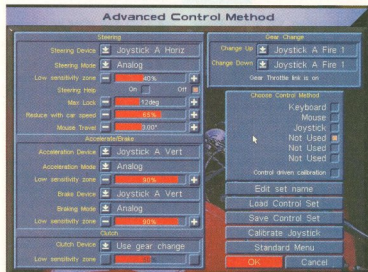 Advanced Control Method
Steering
Steering Device Joystick A Horiz
Steering Mode Analog
Low sensitivity zone 40%
Steering Help On Off
Max Lock 12deg
Reduce with car speed 65%
Mouse Travel 3.00"
Accelerate/Brake
Acceleration Device Joystick A Vert
Acceleration Mode Analog
Low sensitivity zone 90%
Brake Device Joystick A Vert
Braking Mode Analog
Low sensitivity zone 90%
Clutch
Clutch Device Use gear change
Low sensitivity zone
Gear Change
Change Up Joystick A Fire 1
Change Down Joystick A Fire 1
Gear Throttle link is on
Choose Control Method
Keyboard
Mouse
Joystick
Not Used
Not Used
Not Used
Control driven calibration
Edit set name
Load Control Set
Save Control Set
Calibrate Joystick
Standard Menu
OK Cancel